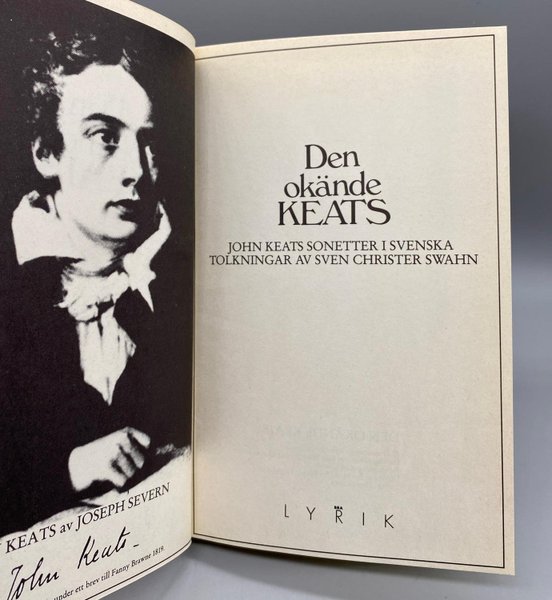 KEATS av JOSEPH SEVERN
John Keats
under ett brev till Fanny Brawne 1819.
Den
okände
KEATS
JOHN KEATS SONETTER I SVENSKA
TOLKNINGAR AV SVEN CHRISTER SWAHN
LYRIK